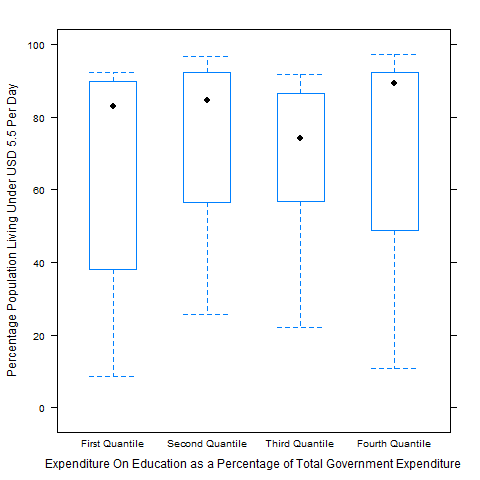 Percentage Population Living Under USD 5.5 Per Day
100
80
60
40
20
0
First Quantile Second Quantile Third Quantile Fourth Quantile
Expenditure On Education as a Percentage of Total Government Expenditure